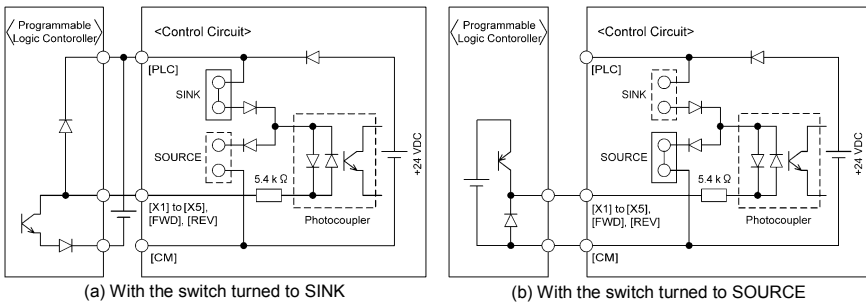 Programmable
Logic Contoroller
<Control Circuit>
[PLC]
SINK
SOURCE
5.4 k Ω
+24 VDC
Photocoupler
[X1] to [X5],
[FWD], [REV]
[CM]
(a) With the switch turned to SINK
Programmable
Logic Controller
<Control Circuit>
[PLC]
SINK
SOURCE
5.4 k Ω
+24 VDC
Photocoupler
[X1] to [X5],
[FWD], [REV]
[CM]
(b) With the switch turned to SOURCE